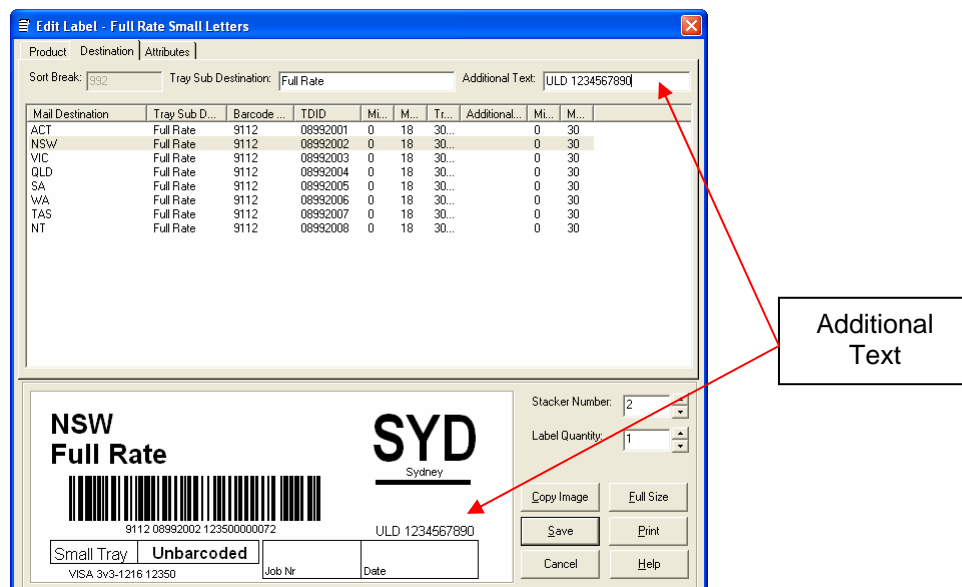 Edit Label - Full Rate Small Letters
Product Destination Attributes
Sort Break: 992 Tray Sub Destination: Full Rate Additional Text: ULD 1234567890
Mail Destination Tray Sub D... Barcode ... TDID Mi... M... Tr... Additional... Mi... M...
ACT Full Rate 9112 08992001 0 18 30... 0 30
NSW Full Rate 9112 08992002 0 18 30... 0 30
VIC Full Rate 9112 08992003 0 18 30... 0 30
QLD Full Rate 9112 08992004 0 18 30... 0 30
SA Full Rate 9112 08992005 0 18 30... 0 30
WA Full Rate 9112 08992006 0 18 30... 0 30
TAS Full Rate 9112 08992007 0 18 30... 0 30
NT Full Rate 9112 08992008 0 18 30... 0 30
Additional
Text
NSW
Full Rate
SYD
Sydney
9112 08992002 123500000072
ULD 1234567890
Small Tray Unbarcoded
VISA 3v3-1216 12350 Job Nr Date
Stacker Number: 2
Label Quantity: 1
Copy Image Full Size
Save Print
Cancel Help